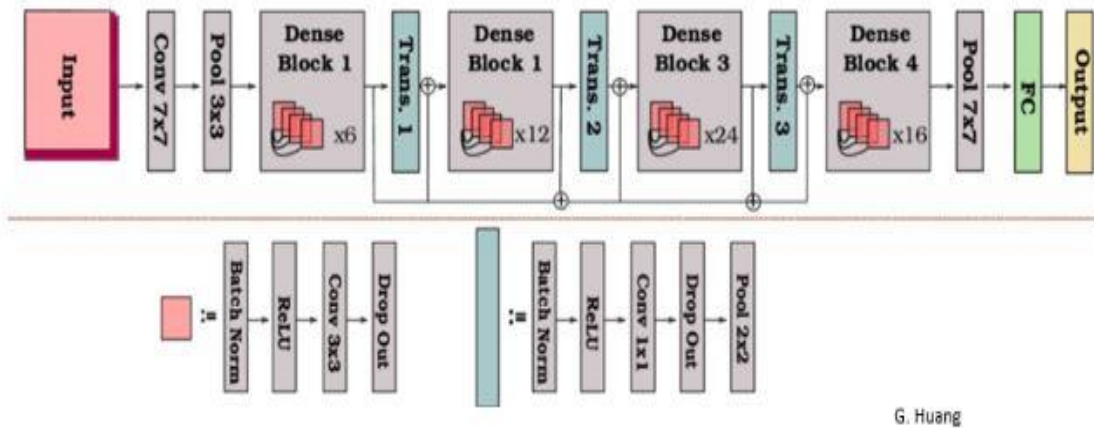 Input
Conv 7x7
Pool 3x3
Dense
Block 1
x6
Trans. 1
Dense
Block 1
x12
Trans. 2
Dense
Block 3
x24
Trans. 3
Dense
Block 4
x16
Pool 7x7
FC
Output
:=
Batch Norm
ReLU
Conv 3x3
Drop Out
:=
Batch Norm
ReLU
Conv 1x1
Drop Out
Pool 2x2
G. Huang